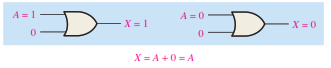 A = 1
0
X = 1
A = 0
0
X = 0
X = A + 0 = A